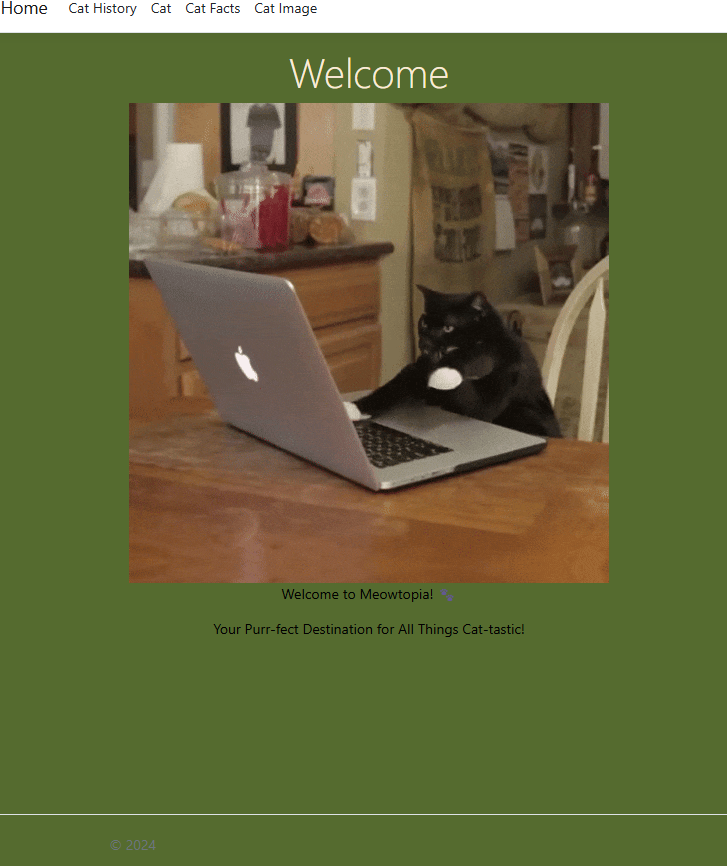 Home Cat History Cat Cat Facts Cat Image
Welcome
Welcome to Meowtopia! 🐾
Your Purr-fect Destination for All Things Cat-tastic!
© 2024